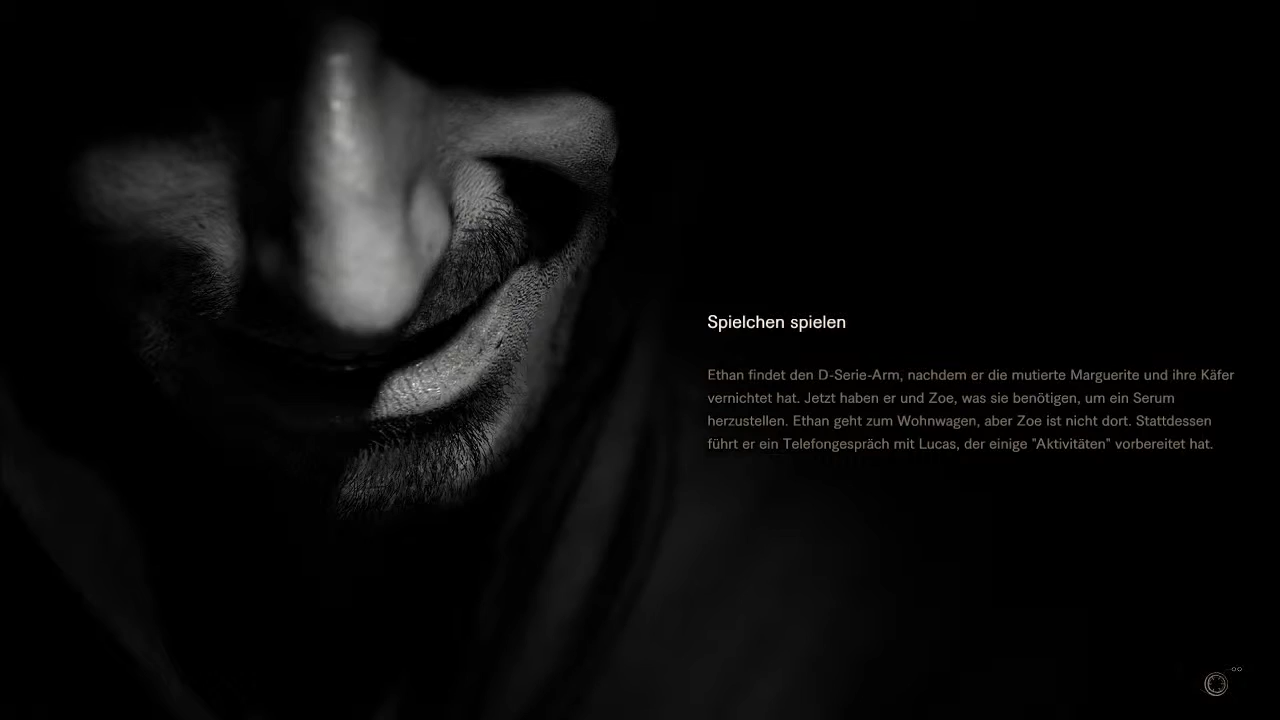 Spielchen spielen
Ethan findet den D-Serie-Arm, nachdem er die mutierte Marguerite und ihre Käfer
vernichtet hat. Jetzt haben er und Zoe, was sie benötigen, um ein Serum
herzustellen. Ethan geht zum Wohnwagen, aber Zoe ist nicht dort. Stattdessen
führt er ein Telefongespräch mit Lucas, der einige "Aktivitäten" vorbereitet hat.